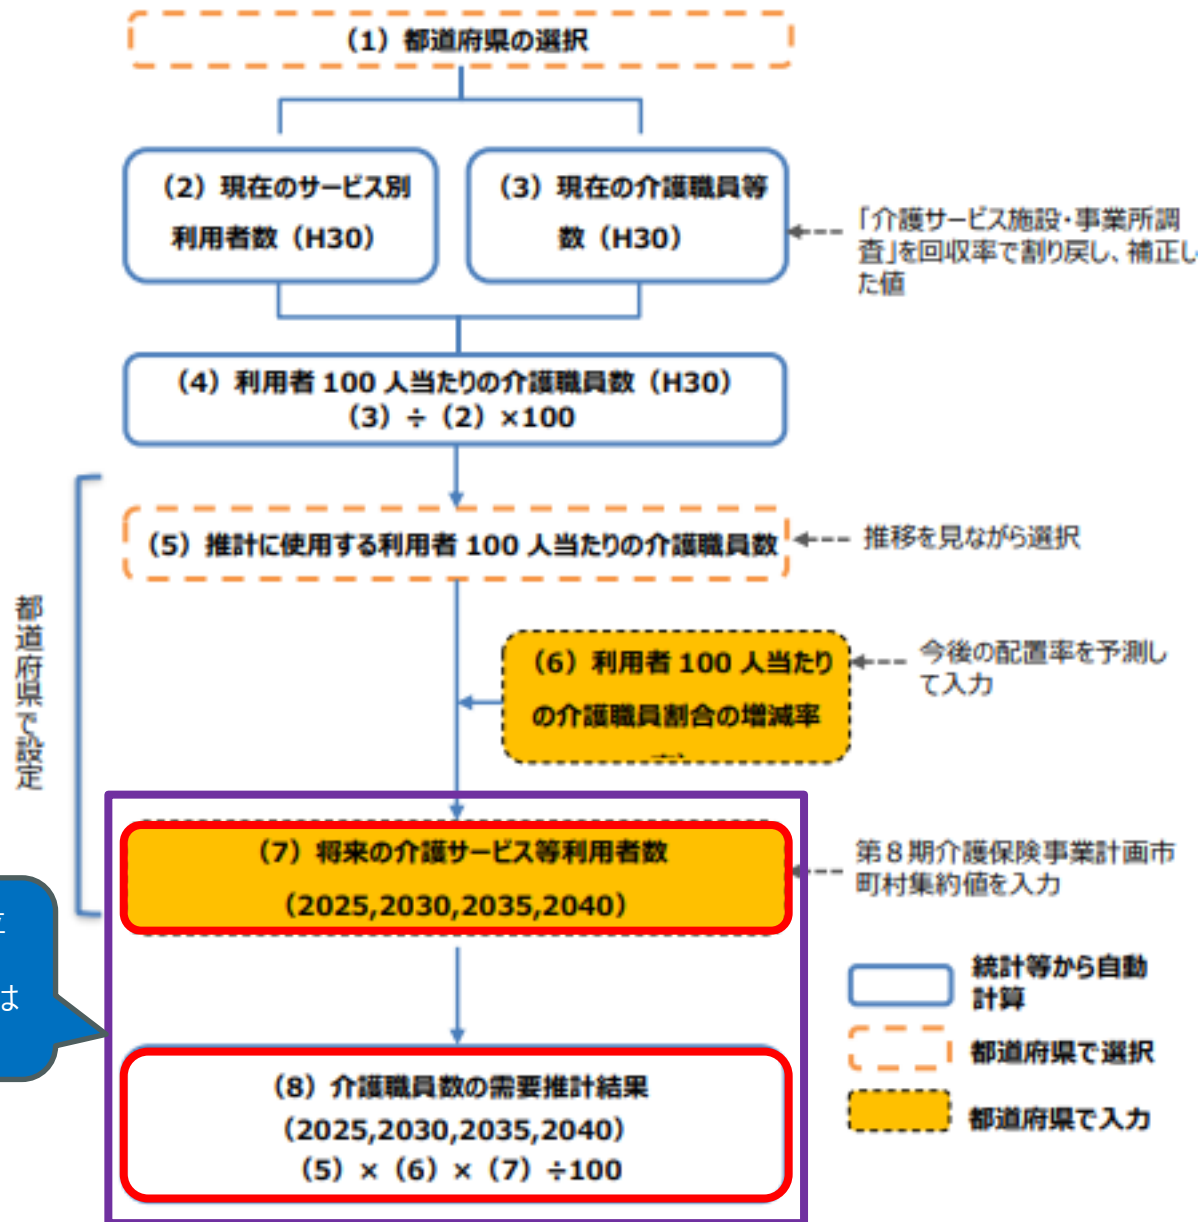 (1) 都道府県の選択
(2) 現在のサービス別
利用者数 (H30)
(3) 現在の介護職員等
数 (H30)
「介護サービス施設・事業所調
査」を回収率で割り戻し、補正し
た値
(4) 利用者 100 人当たりの介護職員数 (H30)
(3) ÷ (2) ×100
(5) 推計に使用する利用者 100 人当たりの介護職員数
推移を見ながら選択
都道府県で設定
(6) 利用者 100 人当たり
の介護職員割合の増減率
今後の配置率を予測し
て入力
(7) 将来の介護サービス等利用者数
(2025,2030,2035,2040)
第8期介護保険事業計画市
町村集約値を入力
は
(8) 介護職員数の需要推計結果
(2025,2030,2035,2040)
(5) × (6) × (7) ÷100
統計等から自動
計算
都道府県で選択
都道府県で入力